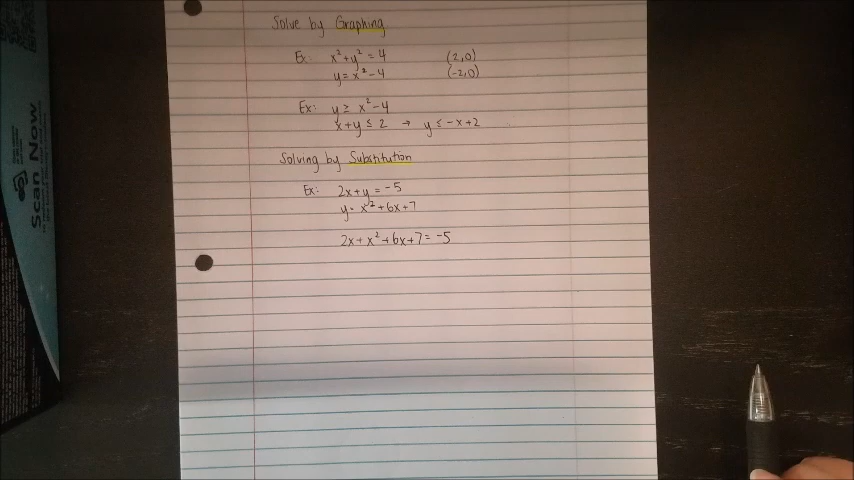 Solve by Graphing
Ex: x²+y²=4 (2,0)
y=x²-4 (-2,0)
Ex: y ≥ x²-4
x+y ≤ 2 → y ≤ -x+2
Solving by Substitution
Ex: 2x+y=-5
y=x²+6x+7
2x+x²+6x+7=-5
Scan Now